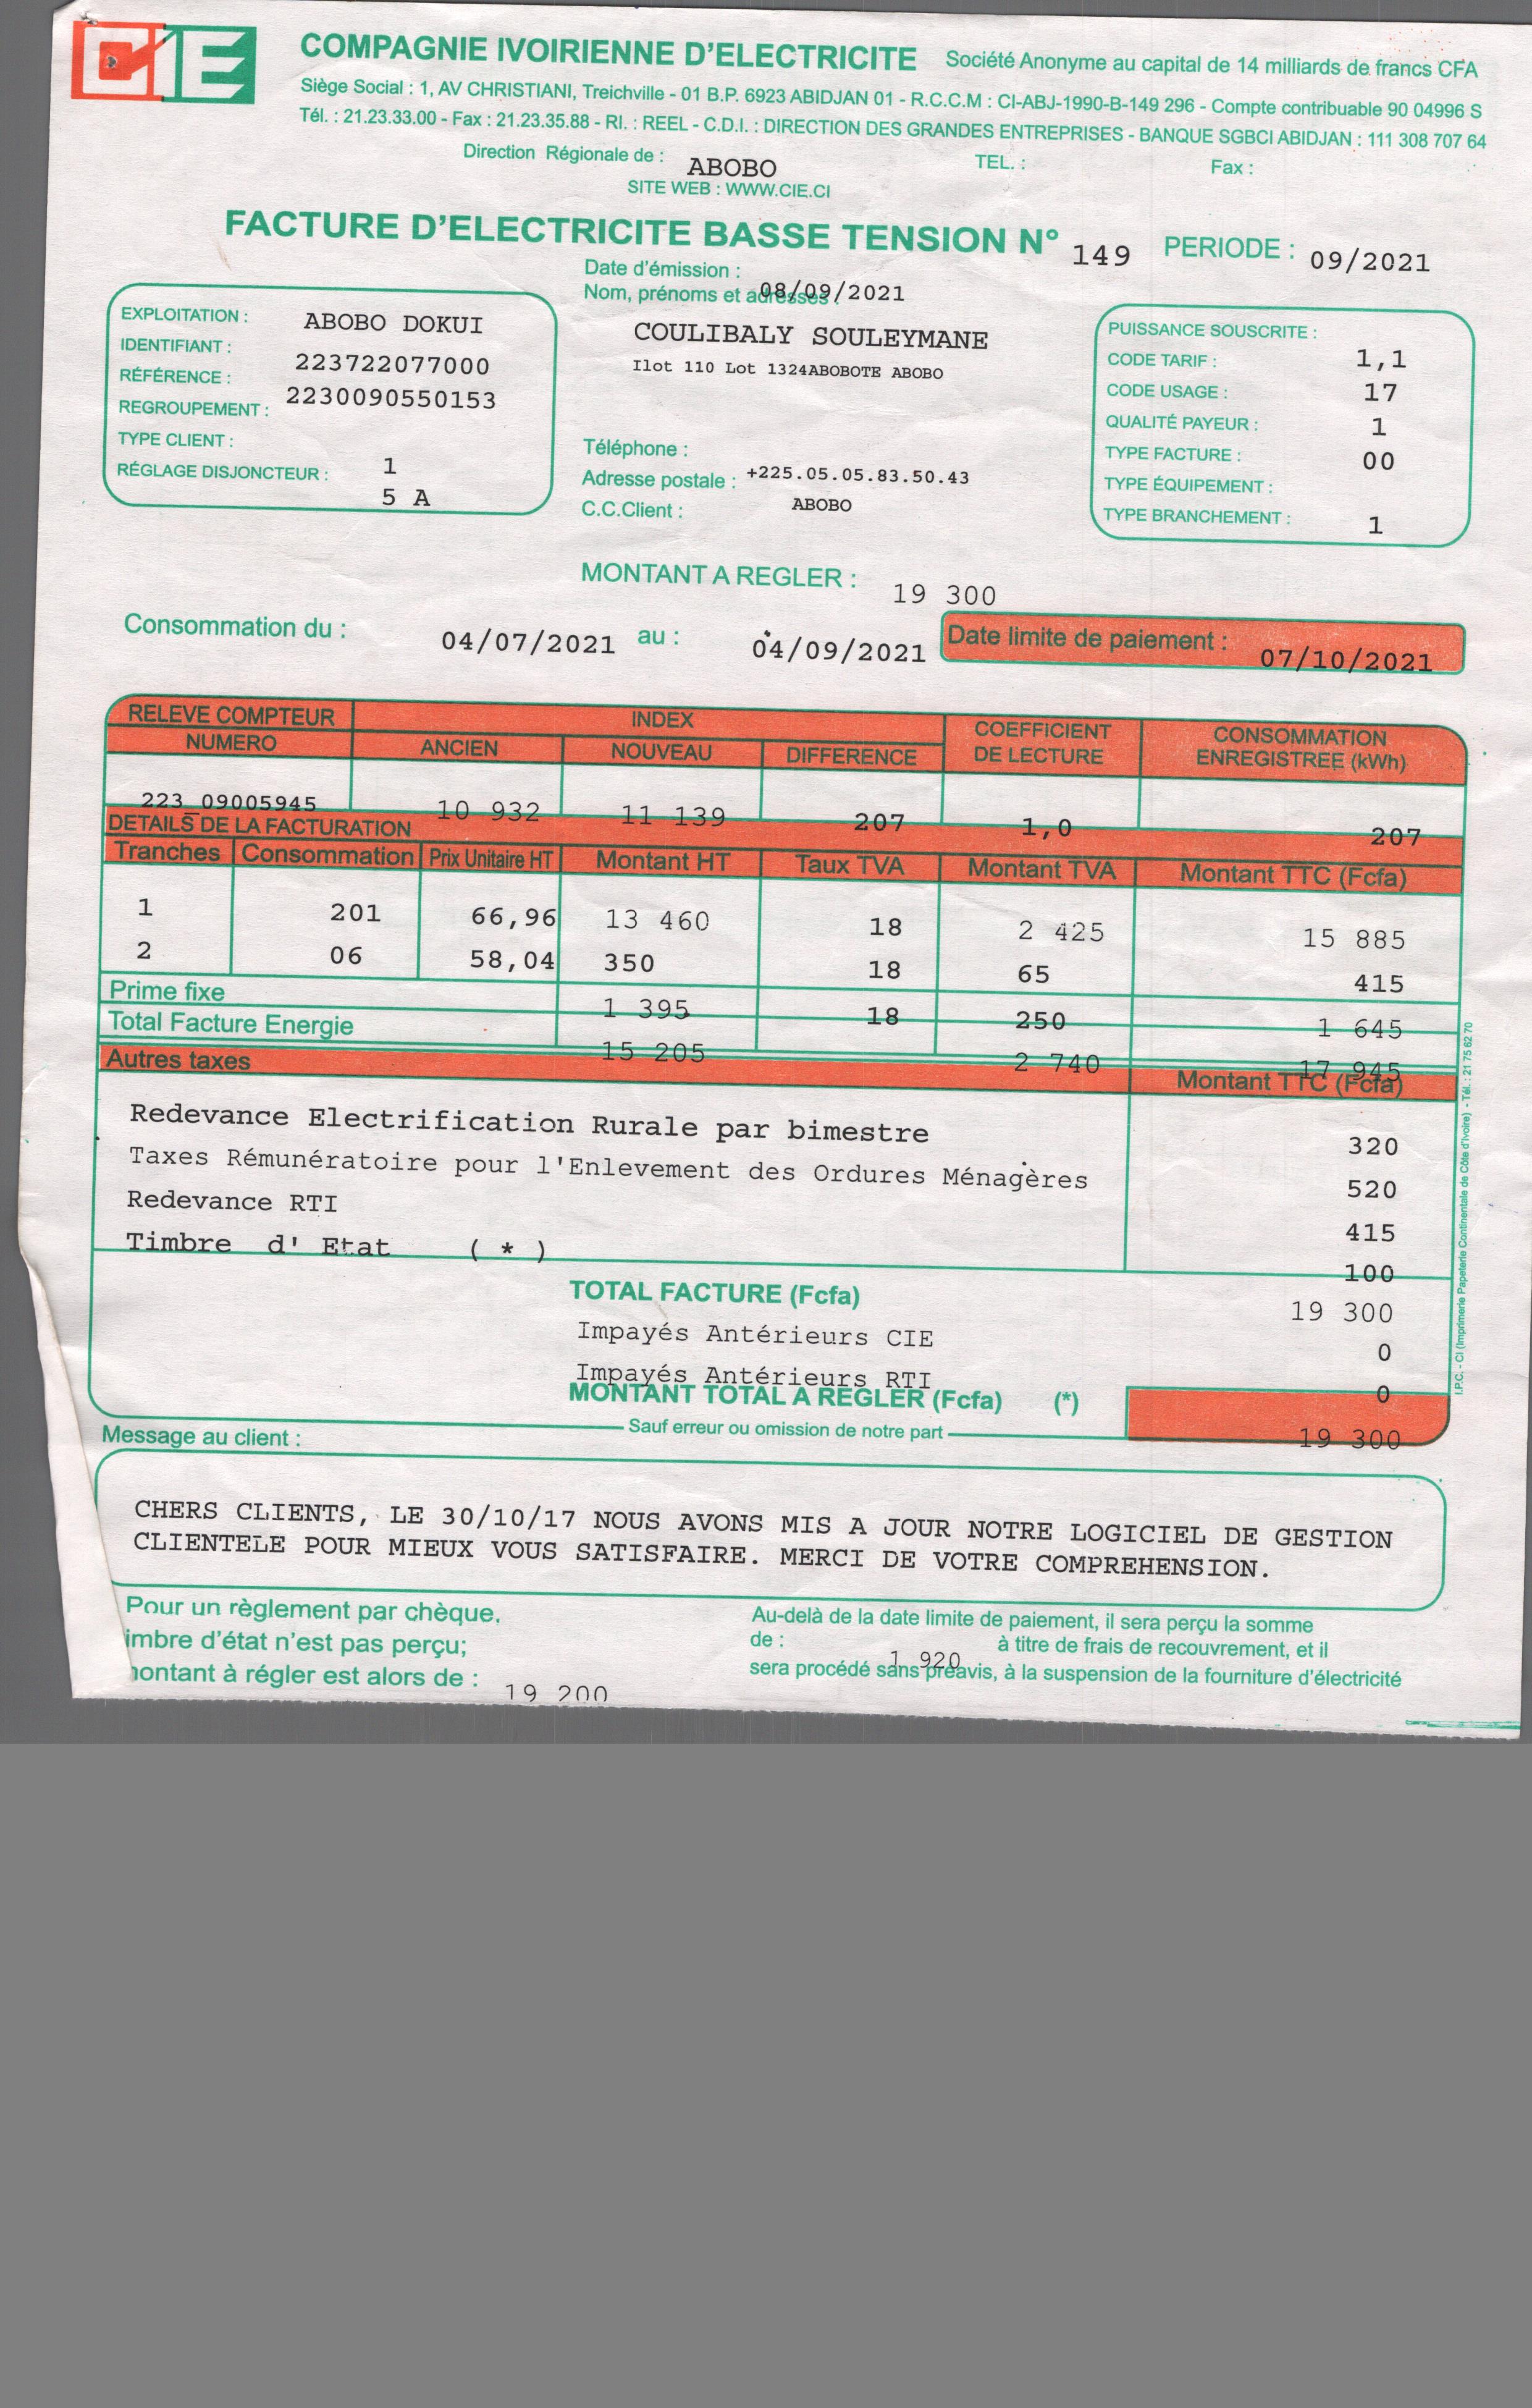 CIE
COMPAGNIE IVOIRIENNE D'ELECTRICITE Société Anonyme au capital de 14 milliards de francs CFA
Siège Social : 1, AV CHRISTIANI, Treichville - 01 B.P. 6923 ABIDJAN 01 - R.C.C.M : CI-ABJ-1990-B-149 296 - Compte contribuable 90 04996 S
Tél. : 21.23.33.00 - Fax : 21.23.35.88 - RI. : REEL - C.D.I. : DIRECTION DES GRANDES ENTREPRISES - BANQUE SGBCI ABIDJAN : 111 308 707 64
Direction Régionale de : ABOBO TEL. : Fax :
SITE WEB : WWW.CIE.CI
FACTURE D'ELECTRICITE BASSE TENSION N° 149 PERIODE : 09/2021
Date d'émission : 08/09/2021
Nom, prénoms et adresses :
COULIBALY SOULEYMANE
Ilot 110 Lot 1324ABOBOTE ABOBO
EXPLOITATION : ABOBO DOKUI
IDENTIFIANT : 223722077000
RÉFÉRENCE : 2230090550153
REGROUPEMENT :
TYPE CLIENT : 1
RÉGLAGE DISJONCTEUR : 5 A
Téléphone : +225.05.05.83.50.43
Adresse postale : ABOBO
C.C.Client :
PUISSANCE SOUSCRITE : 1,1
CODE TARIF : 17
CODE USAGE : 1
QUALITÉ PAYEUR : 00
TYPE FACTURE :
TYPE ÉQUIPEMENT : 1
TYPE BRANCHEMENT :
MONTANT A REGLER : 19 300
Consommation du : 04/07/2021 au : 04/09/2021 Date limite de paiement : 07/10/2021
RELEVE COMPTEUR INDEX COEFFICIENT DE LECTURE CONSOMMATION ENREGISTREE (kWh)
NUMERO ANCIEN NOUVEAU DIFFERENCE
223 09005945 10 932 11 139 207 1,0 207
DETAILS DE LA FACTURATION
Tranches Consommation Prix Unitaire HT Montant HT Taux TVA Montant TVA Montant TTC (Fcfa)
1 201 66,96 13 460 18 2 425 15 885
2 06 58,04 350 18 65 415
Prime fixe 1 395 18 250 1 645
Total Facture Energie 15 205 2 740 17 945
Autres taxes Montant TTC (Fcfa)
Redevance Electrification Rurale par bimestre 320
Taxes Rémunératoire pour l'Enlevement des Ordures Ménagères 520
Redevance RTI 415
Timbre d' Etat ( * ) 100
TOTAL FACTURE (Fcfa) 19 300
Impayés Antérieurs CIE 0
Impayés Antérieurs RTI 0
MONTANT TOTAL A REGLER (Fcfa) (*) 19 300
Sauf erreur ou omission de notre part
I.P.C. - CI (Imprimerie Papeterie Continentale de Côte d'Ivoire) - Tél. : 21 75 62 70
Message au client :
CHERS CLIENTS, LE 30/10/17 NOUS AVONS MIS A JOUR NOTRE LOGICIEL DE GESTION
CLIENTELE POUR MIEUX VOUS SATISFAIRE. MERCI DE VOTRE COMPREHENSION.
Pour un règlement par chèque,
imbre d'état n'est pas perçu;
montant à régler est alors de : 19 200
Au-delà de la date limite de paiement, il sera perçu la somme
de : 1 920 à titre de frais de recouvrement, et il
sera procédé sans préavis, à la suspension de la fourniture d'électricité